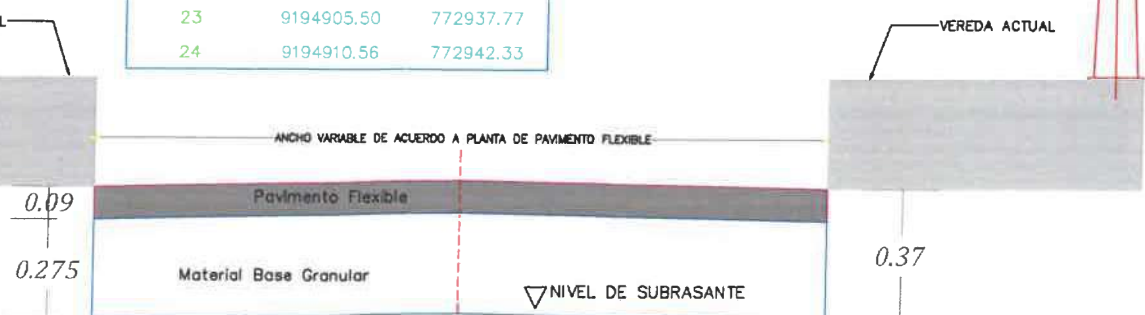 L
23 9194905.50 772937.77
24 9194910.56 772942.33
VEREDA ACTUAL
ANCHO VARIABLE DE ACUERDO A PLANTA DE PAVIMENTO FLEXIBLE
0.09
Pavimento Flexible
0.275
Material Base Granular
0.37
NIVEL DE SUBRASANTE